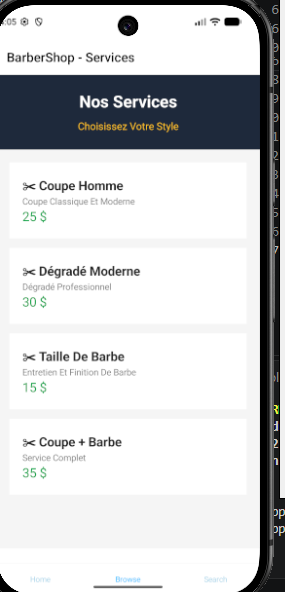 :05
BarberShop - Services
Nos Services
Choisissez Votre Style
Coupe Homme
Coupe Classique Et Moderne
25 $
Dégradé Moderne
Dégradé Professionnel
30 $
Taille De Barbe
Entretien Et Finition De Barbe
15 $
Coupe + Barbe
Service Complet
35 $
Home Browse Search